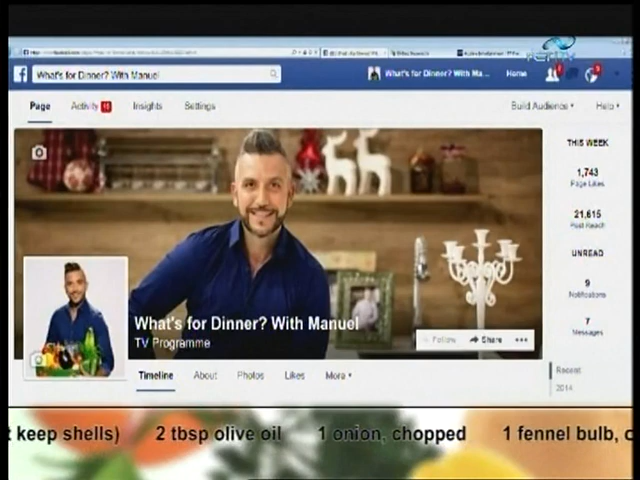 What's for Dinner? With Manuel
What's for Dinner? With Ma...
Home
Page
Activity
Insights
Settings
Build Audience
Help
THIS WEEK
1,743
Page Likes
21,615
Post Reach
UNREAD
9
Notifications
7
Messages
Recent
2014
What's for Dinner? With Manuel
TV Programme
Follow
Share
Timeline
About
Photos
Likes
More
t keep shells) 2 tbsp olive oil 1 onion, chopped 1 fennel bulb, c